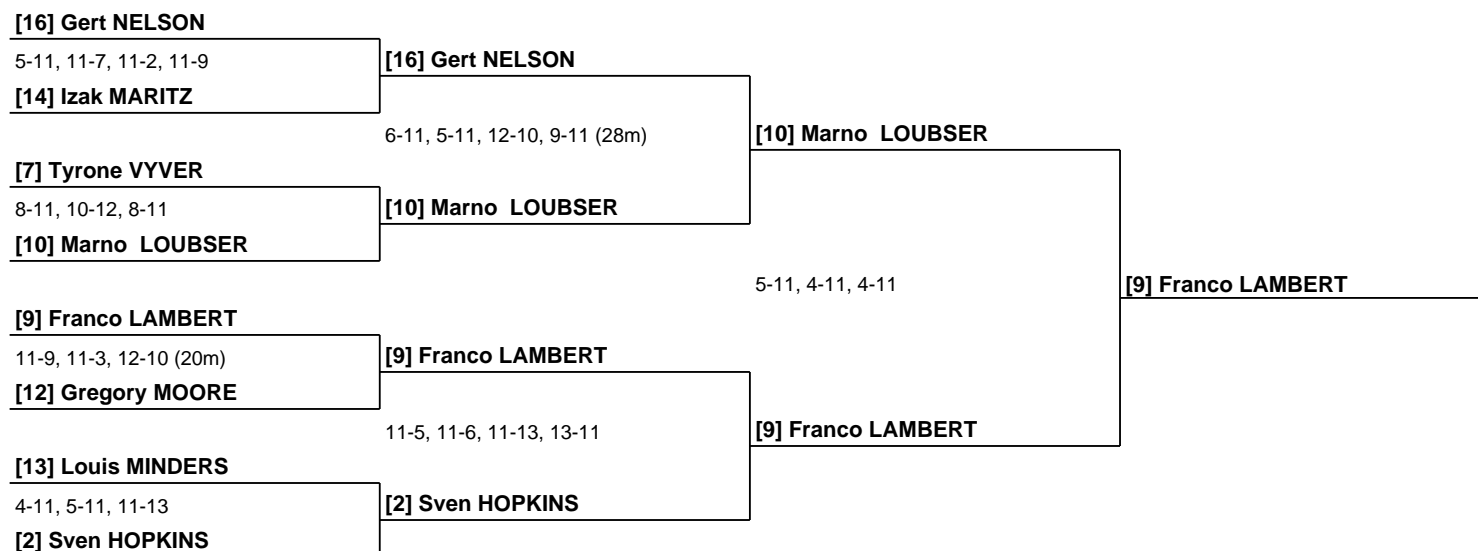 [16] Gert NELSON
5-11, 11-7, 11-2, 11-9
[16] Gert NELSON
[14] Izak MARITZ
6-11, 5-11, 12-10, 9-11 (28m)
[10] Marno LOUBSER
[7] Tyrone VYVER
8-11, 10-12, 8-11
[10] Marno LOUBSER
[10] Marno LOUBSER
5-11, 4-11, 4-11
[9] Franco LAMBERT
[9] Franco LAMBERT
11-9, 11-3, 12-10 (20m)
[9] Franco LAMBERT
[12] Gregory MOORE
11-5, 11-6, 11-13, 13-11
[9] Franco LAMBERT
[13] Louis MINDERS
4-11, 5-11, 11-13
[2] Sven HOPKINS
[2] Sven HOPKINS